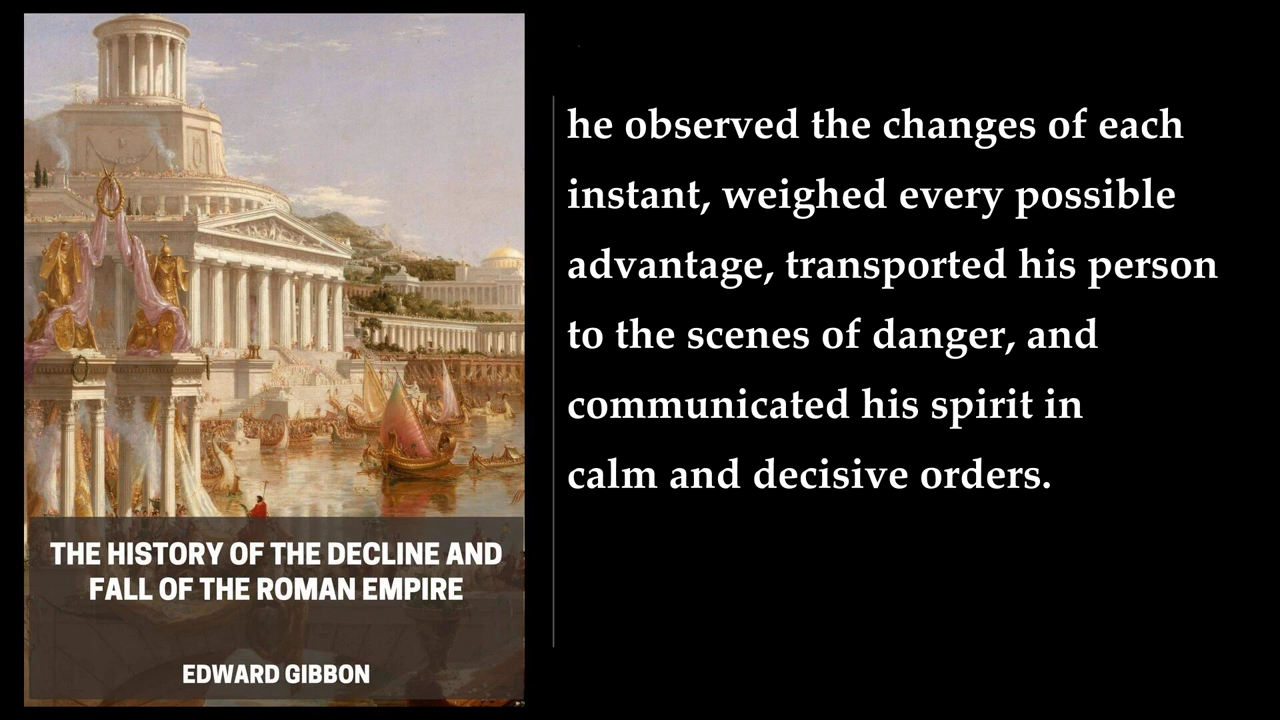 he observed the changes of each
instant, weighed every possible
advantage, transported his person
to the scenes of danger, and
communicated his spirit in
calm and decisive orders.
THE HISTORY OF THE DECLINE AND
FALL OF THE ROMAN EMPIRE
EDWARD GIBBON